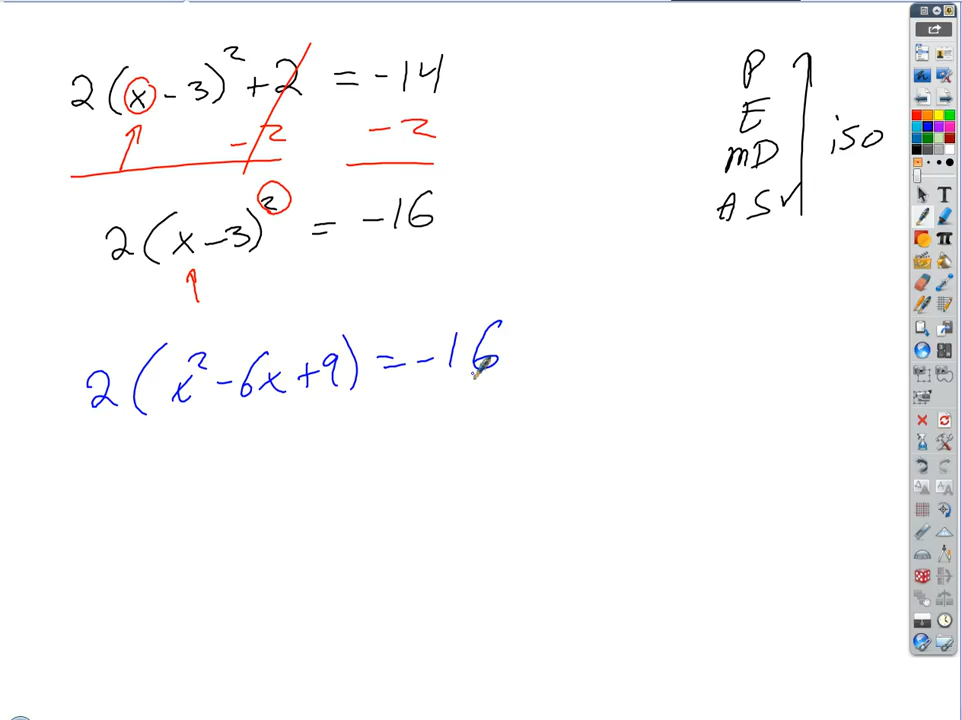 2(x-3)² +2 = -14
-2 -2
2(x-3)² = -16
2(x² -6x +9) = -16
P
E
MD
AS
iso